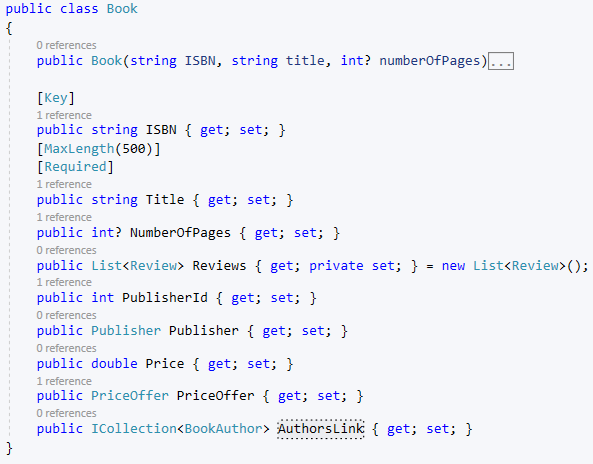 public class Book
{
0 references
public Book(string ISBN, string title, int? numberOfPages)...
[Key]
1 reference
public string ISBN { get; set; }
[MaxLength(500)]
[Required]
1 reference
public string Title { get; set; }
1 reference
public int? NumberOfPages { get; set; }
0 references
public List<Review> Reviews { get; private set; } = new List<Review>();
1 reference
public int PublisherId { get; set; }
0 references
public Publisher Publisher { get; set; }
0 references
public double Price { get; set; }
1 reference
public PriceOffer PriceOffer { get; set; }
0 references
public ICollection<BookAuthor> AuthorsLink { get; set; }
}